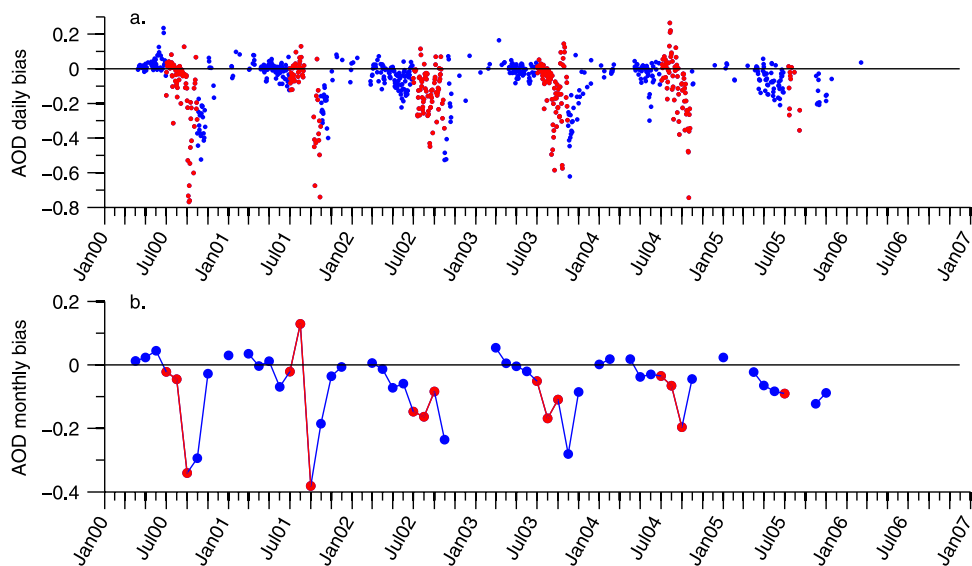 a.
AOD daily bias
0.2
0
−0.2
−0.4
−0.6
−0.8
Jan00 Jul00 Jan01 Jul01 Jan02 Jul02 Jan03 Jul03 Jan04 Jul04 Jan05 Jul05 Jan06 Jul06 Jan07
b.
AOD monthly bias
0.2
0
−0.2
−0.4
Jan00 Jul00 Jan01 Jul01 Jan02 Jul02 Jan03 Jul03 Jan04 Jul04 Jan05 Jul05 Jan06 Jul06 Jan07